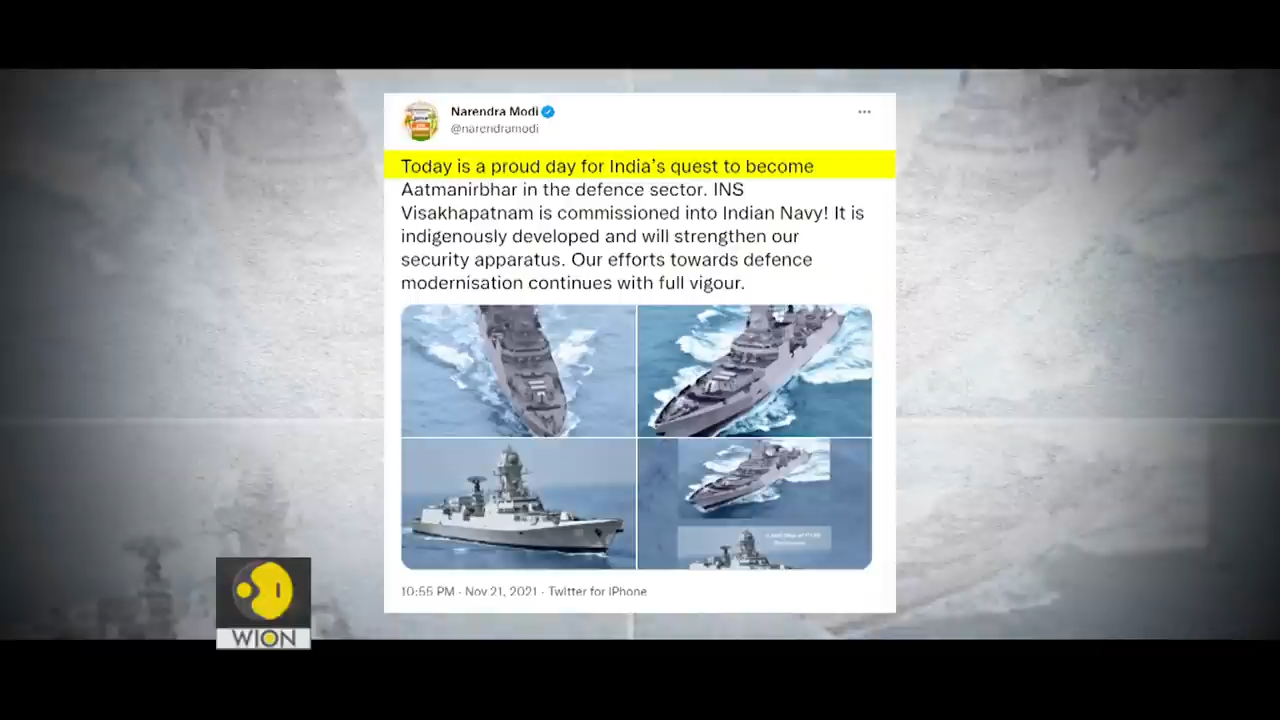 Narendra Modi
@narendramodi
Today is a proud day for India's quest to become
Aatmanirbhar in the defence sector. INS
Visakhapatnam is commissioned into Indian Navy! It is
indigenously developed and will strengthen our
security apparatus. Our efforts towards defence
modernisation continues with full vigour.
10:55 PM · Nov 21, 2021 · Twitter for iPhone
WION